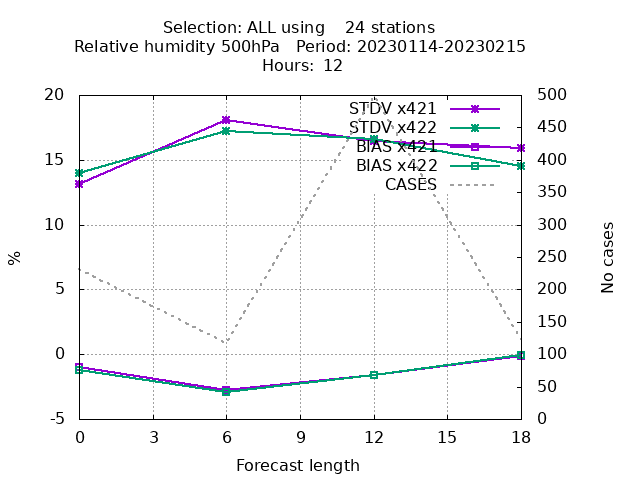 Selection: ALL using 24 stations
Relative humidity 500hPa Period: 20230114-20230215
Hours: 12
20
15
10
5
0
-5
%
500
450
400
350
300
250
200
150
100
50
0
No cases
STDV x421
STDV x422
BIAS x421
BIAS x422
CASES
0 3 6 9 12 15 18
Forecast length